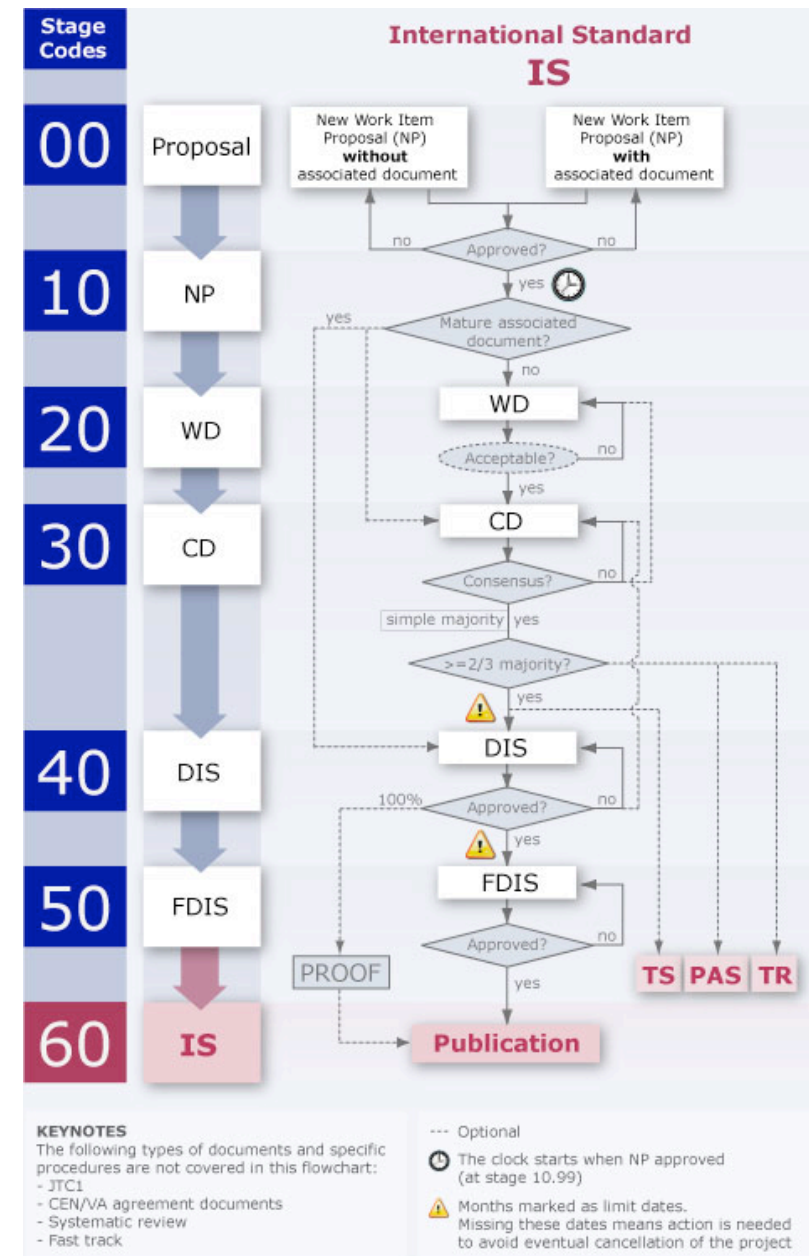 Stage
Codes
International Standard
IS
00
Proposal
New Work Item
Proposal (NP)
without
associated document
New Work Item
Proposal (NP)
with
associated document
no
Approved?
no
10
NP
yes
yes
Mature associated
document?
no
20
WD
WD
Acceptable?
no
yes
30
CD
CD
Consensus?
no
simple majority
yes
>=2/3 majority?
yes
40
DIS
DIS
100%
Approved?
no
yes
50
FDIS
FDIS
Approved?
no
PROOF
yes
TS
PAS
TR
60
IS
Publication
KEYNOTES
The following types of documents and specific
procedures are not covered in this flowchart:
- JTC1
- CEN/VA agreement documents
- Systematic review
- Fast track
--- Optional
The clock starts when NP approved
(at stage 10.99)
Months marked as limit dates.
Missing these dates means action is needed
to avoid eventual cancellation of the project